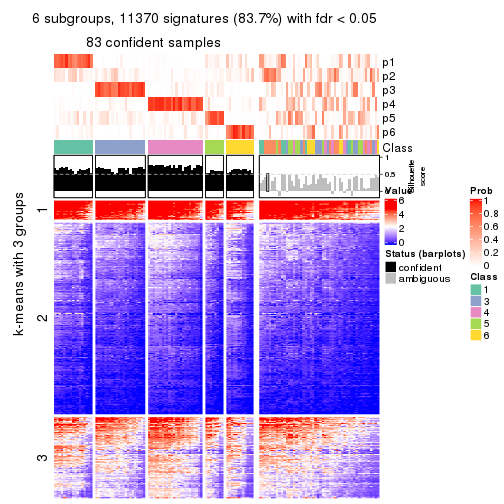 6 subgroups, 11370 signatures (83.7%) with fdr < 0.05
83 confident samples
p1
p2
p3
p4
p5
p6
Class
1
0.5
0
Silhouette
score
k-means with 3 groups
1
2
3
Value
6
4
2
0
Status (barplots)
confident
ambiguous
Prob
1
0.8
0.6
0.4
0.2
0
Class
1
3
4
5
6